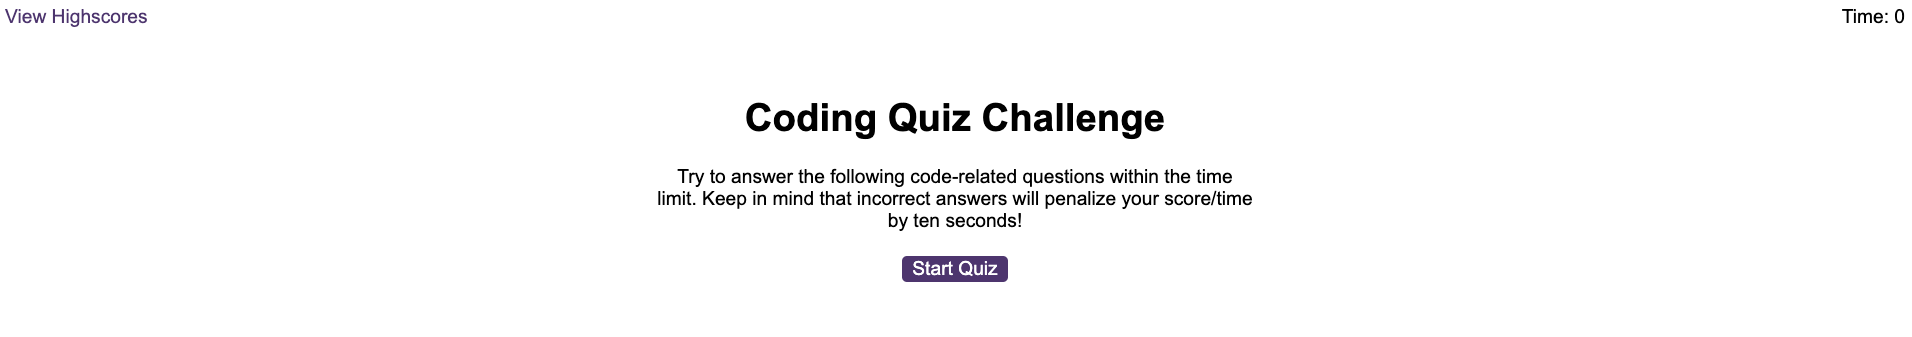 View Highscores
Time: 0
Coding Quiz Challenge
Try to answer the following code-related questions within the time
limit. Keep in mind that incorrect answers will penalize your score/time
by ten seconds!
Start Quiz